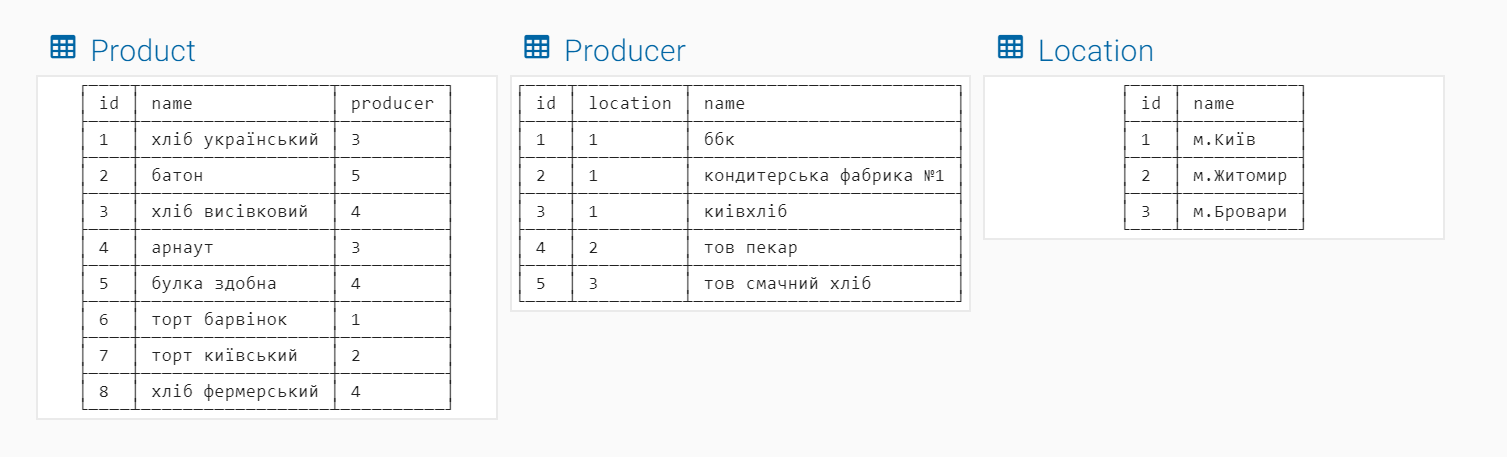 Product
id name producer
1 хліб український 3
2 батон 5
3 хліб висівковий 4
4 арнаут 3
5 булка здобна 4
6 торт барвінок 1
7 торт київський 2
8 хліб фермерський 4
Producer
id location name
1 1 ббк
2 1 кондитерська фабрика №1
3 1 киівхліб
4 2 тов пекар
5 3 тов смачний хліб
Location
id name
1 м.Київ
2 м.Житомир
3 м.Бровари